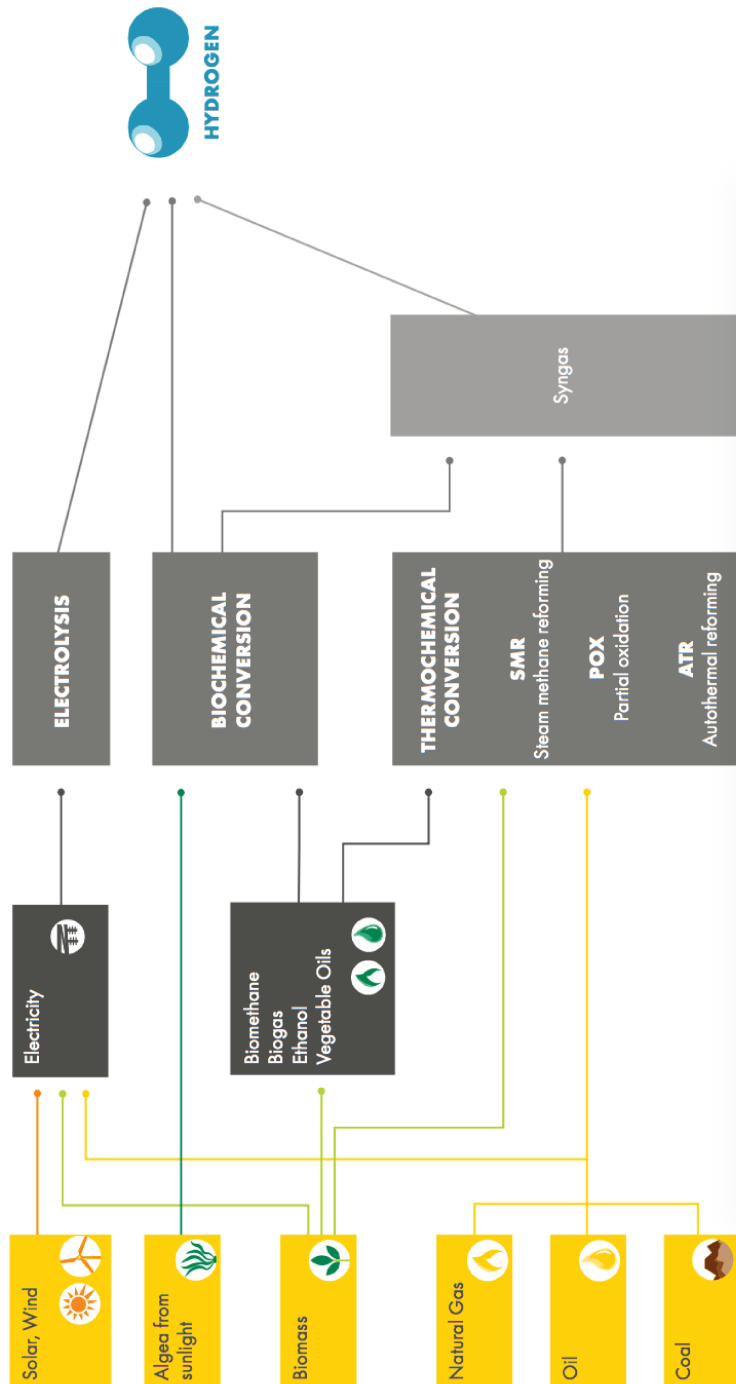 Solar, Wind
Algea from
sunlight
Biomass
Natural Gas
Oil
Coal
Electricity
Biomethane
Biogas
Ethanol
Vegetable Oils
ELECTROLYSIS
BIOCHEMICAL
CONVERSION
THERMOCHEMICAL
CONVERSION
SMR
Steam methane reforming
POX
Partial oxidation
ATR
Autothermal reforming
Syngas
HYDROGEN